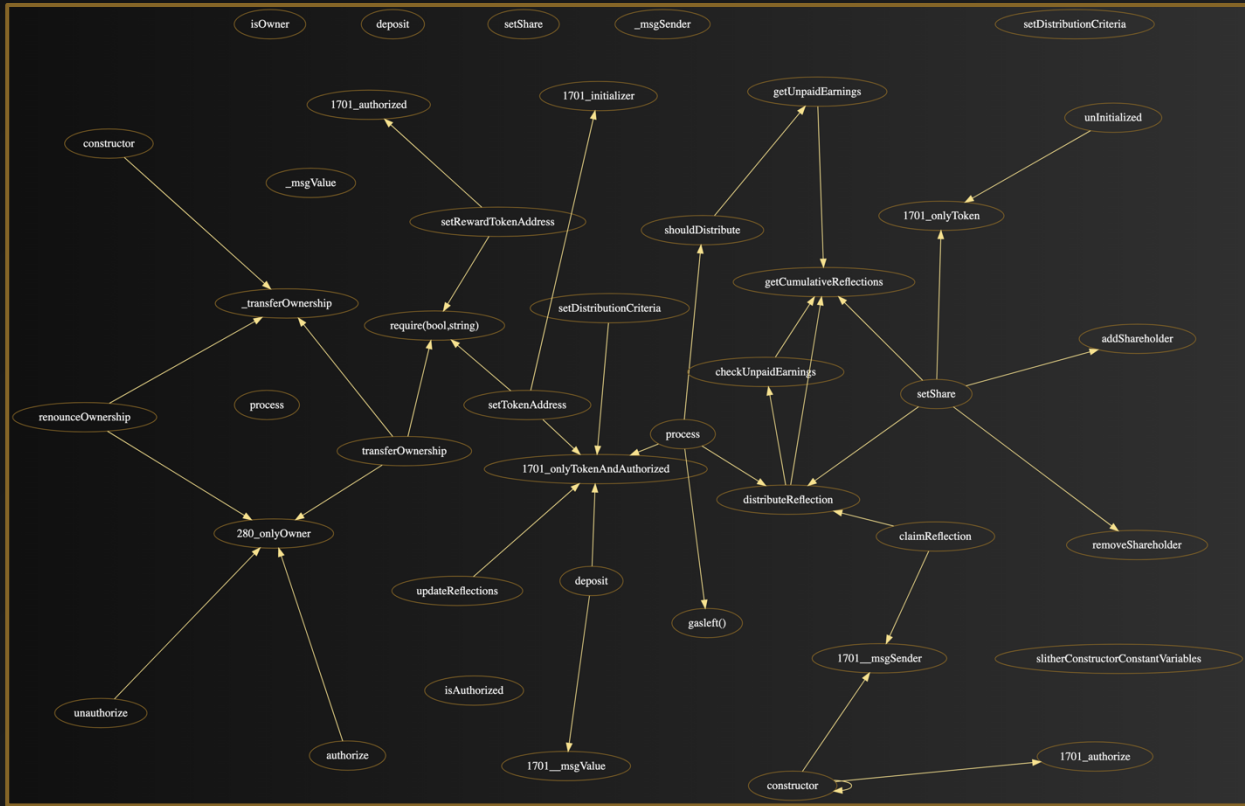 isOwner
deposit
setShare
_msgSender
setDistributionCriteria
getUnpaidEarnings
1701_initializer
1701_authorized
unInitialized
constructor
_msgValue
1701_onlyToken
setRewardTokenAddress
shouldDistribute
getCumulativeReflections
_transferOwnership
setDistributionCriteria
require(bool,string)
addShareholder
checkUnpaidEarnings
setShare
process
setTokenAddress
renounceOwnership
process
transferOwnership
1701_onlyTokenAndAuthorized
distributeReflection
280_onlyOwner
claimReflection
removeShareholder
deposit
updateReflections
gasleft()
1701__msgSender
slitherConstructorConstantVariables
isAuthorized
unauthorize
authorize
1701__msgValue
1701_authorize
constructor